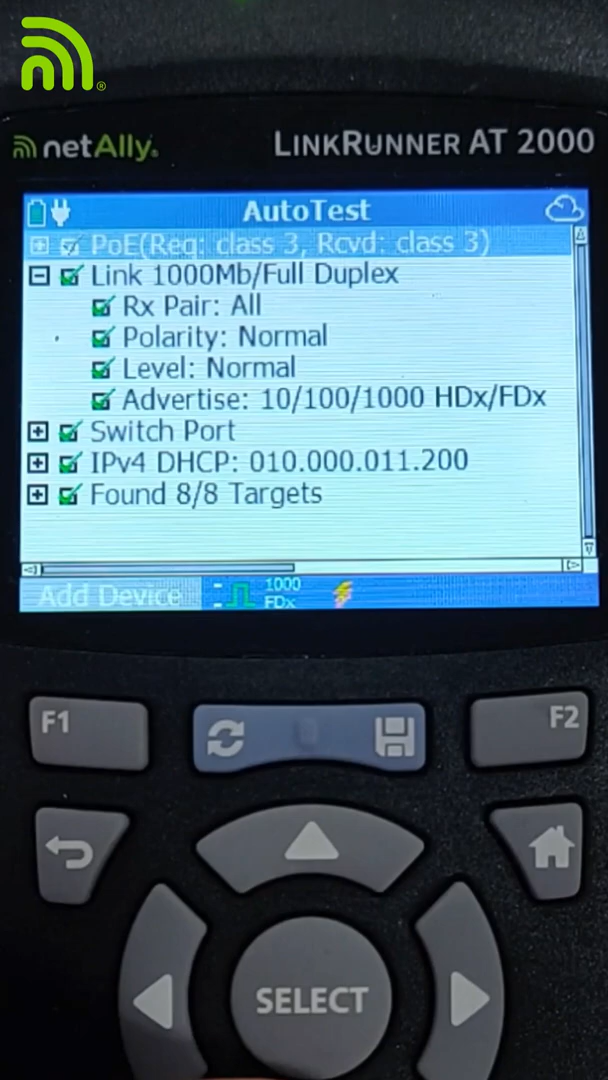 netAlly.
LINKRUNNER AT 2000
AutoTest
PoE(Req: class 3, Rcvd: class 3)
Link 1000Mb/Full Duplex
Rx Pair: All
Polarity: Normal
Level: Normal
Advertise: 10/100/1000 HDx/FDx
Switch Port
IPv4 DHCP: 010.000.011.200
Found 8/8 Targets
Add Device
1000
FDx
F1
F2
SELECT